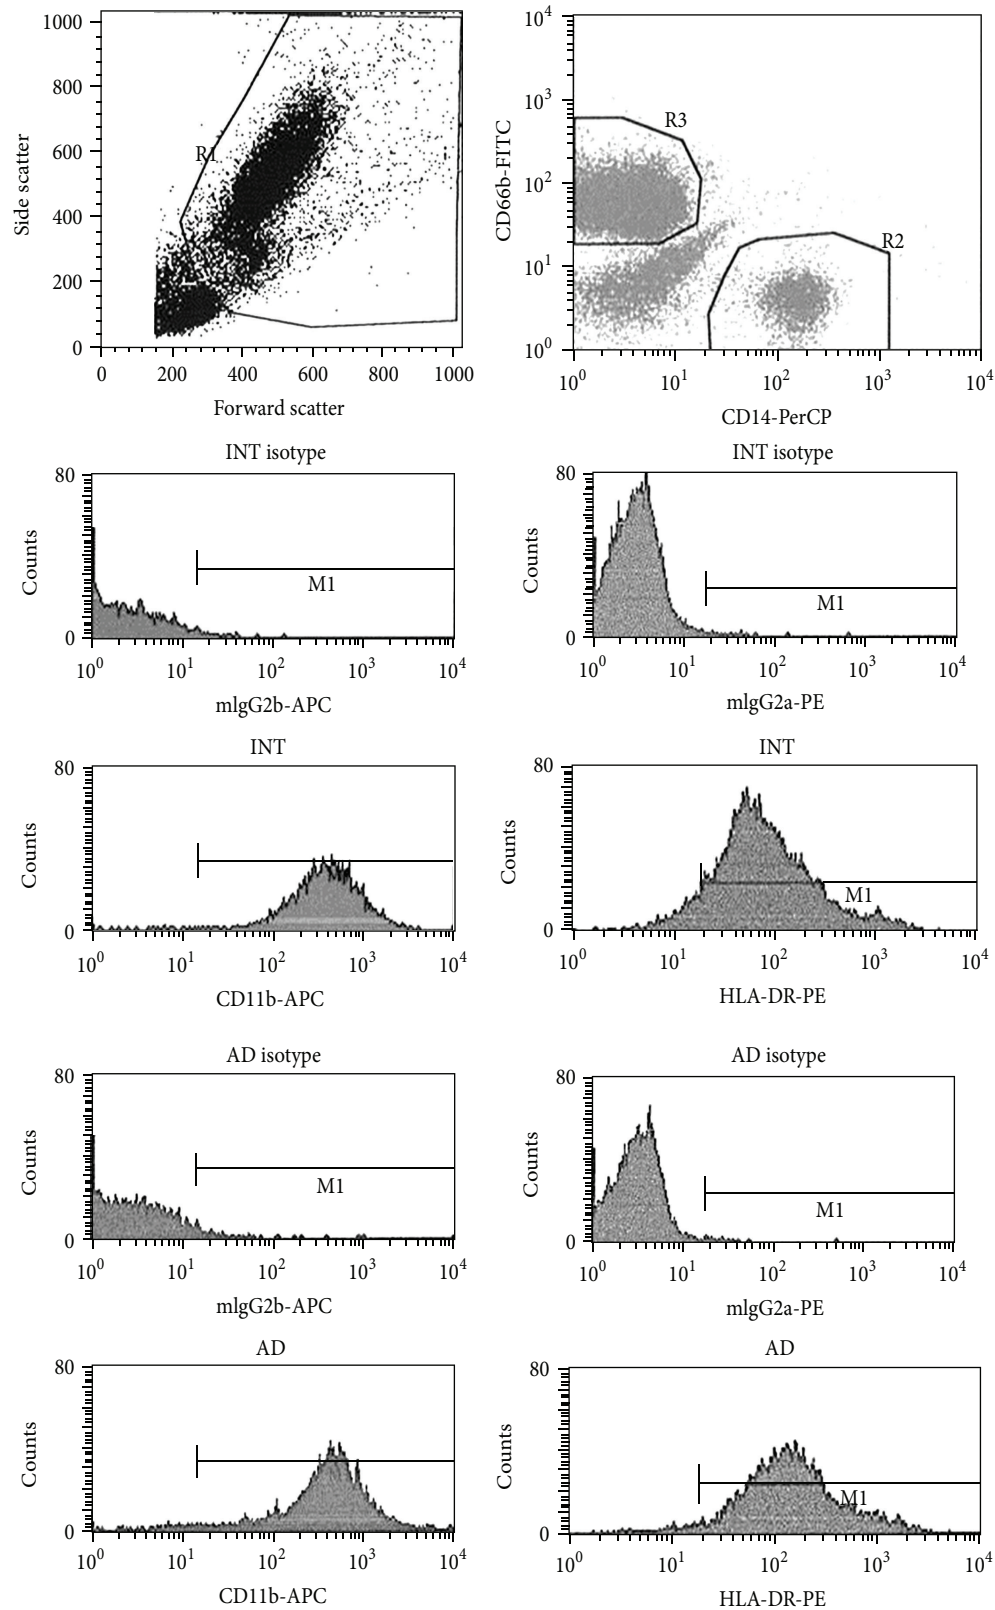 1000
800
600
400
200
0
Side scatter
R1
0 200 400 600 800 1000
Forward scatter
10^4
10^3
10^2
10^1
10^0
CD66b-FITC
R3
R2
10^0 10^1 10^2 10^3 10^4
CD14-PerCP
INT isotype
80
Counts
M1
0
10^0 10^1 10^2 10^3 10^4
mlgG2b-APC
INT isotype
80
Counts
M1
0
10^0 10^1 10^2 10^3 10^4
mlgG2a-PE
INT
80
Counts
0
10^0 10^1 10^2 10^3 10^4
CD11b-APC
INT
80
Counts
M1
0
10^0 10^1 10^2 10^3 10^4
HLA-DR-PE
AD isotype
80
Counts
M1
0
10^0 10^1 10^2 10^3 10^4
mlgG2b-APC
AD isotype
80
Counts
M1
0
10^0 10^1 10^2 10^3 10^4
mlgG2a-PE
AD
80
Counts
0
10^0 10^1 10^2 10^3 10^4
CD11b-APC
AD
80
Counts
M1
0
10^0 10^1 10^2 10^3 10^4
HLA-DR-PE